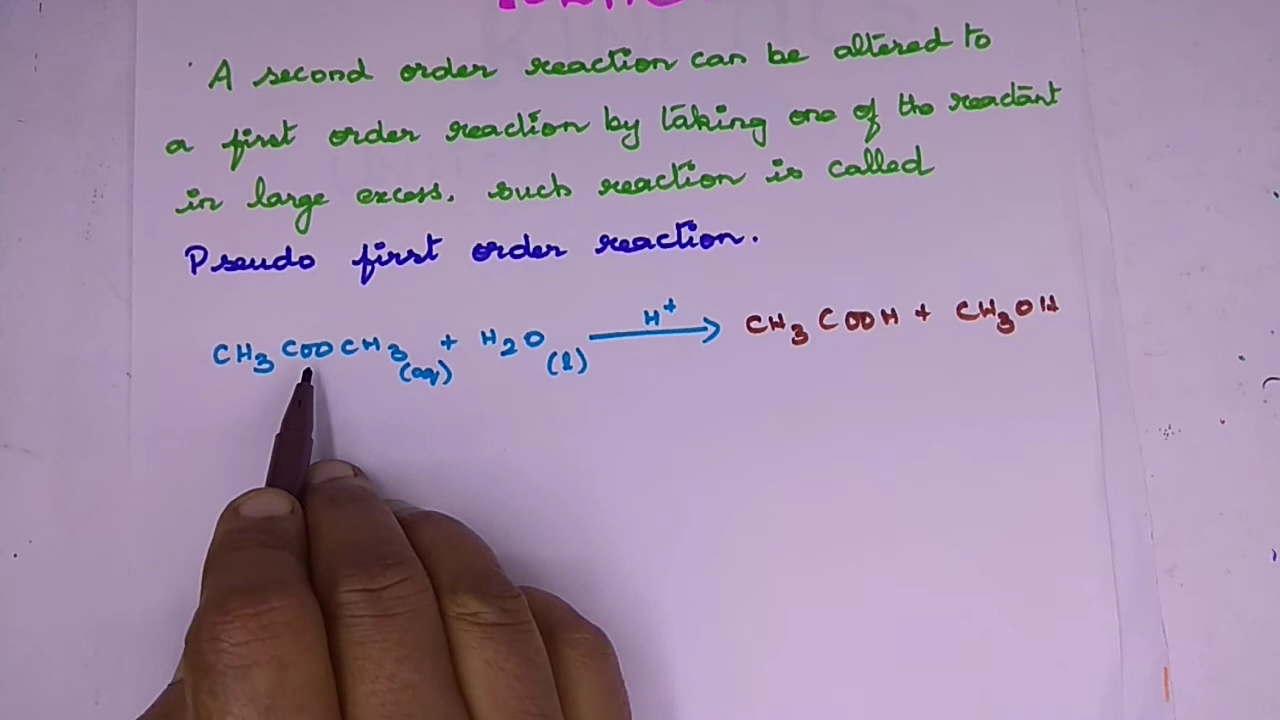 A second order reaction can be altered to
a first order reaction by taking one of the reactant
in large excess. such reaction is called
Pseudo first order reaction.
CH3COOCH3(aq) + H2O(l) H+→ CH3COOH + CH3OH